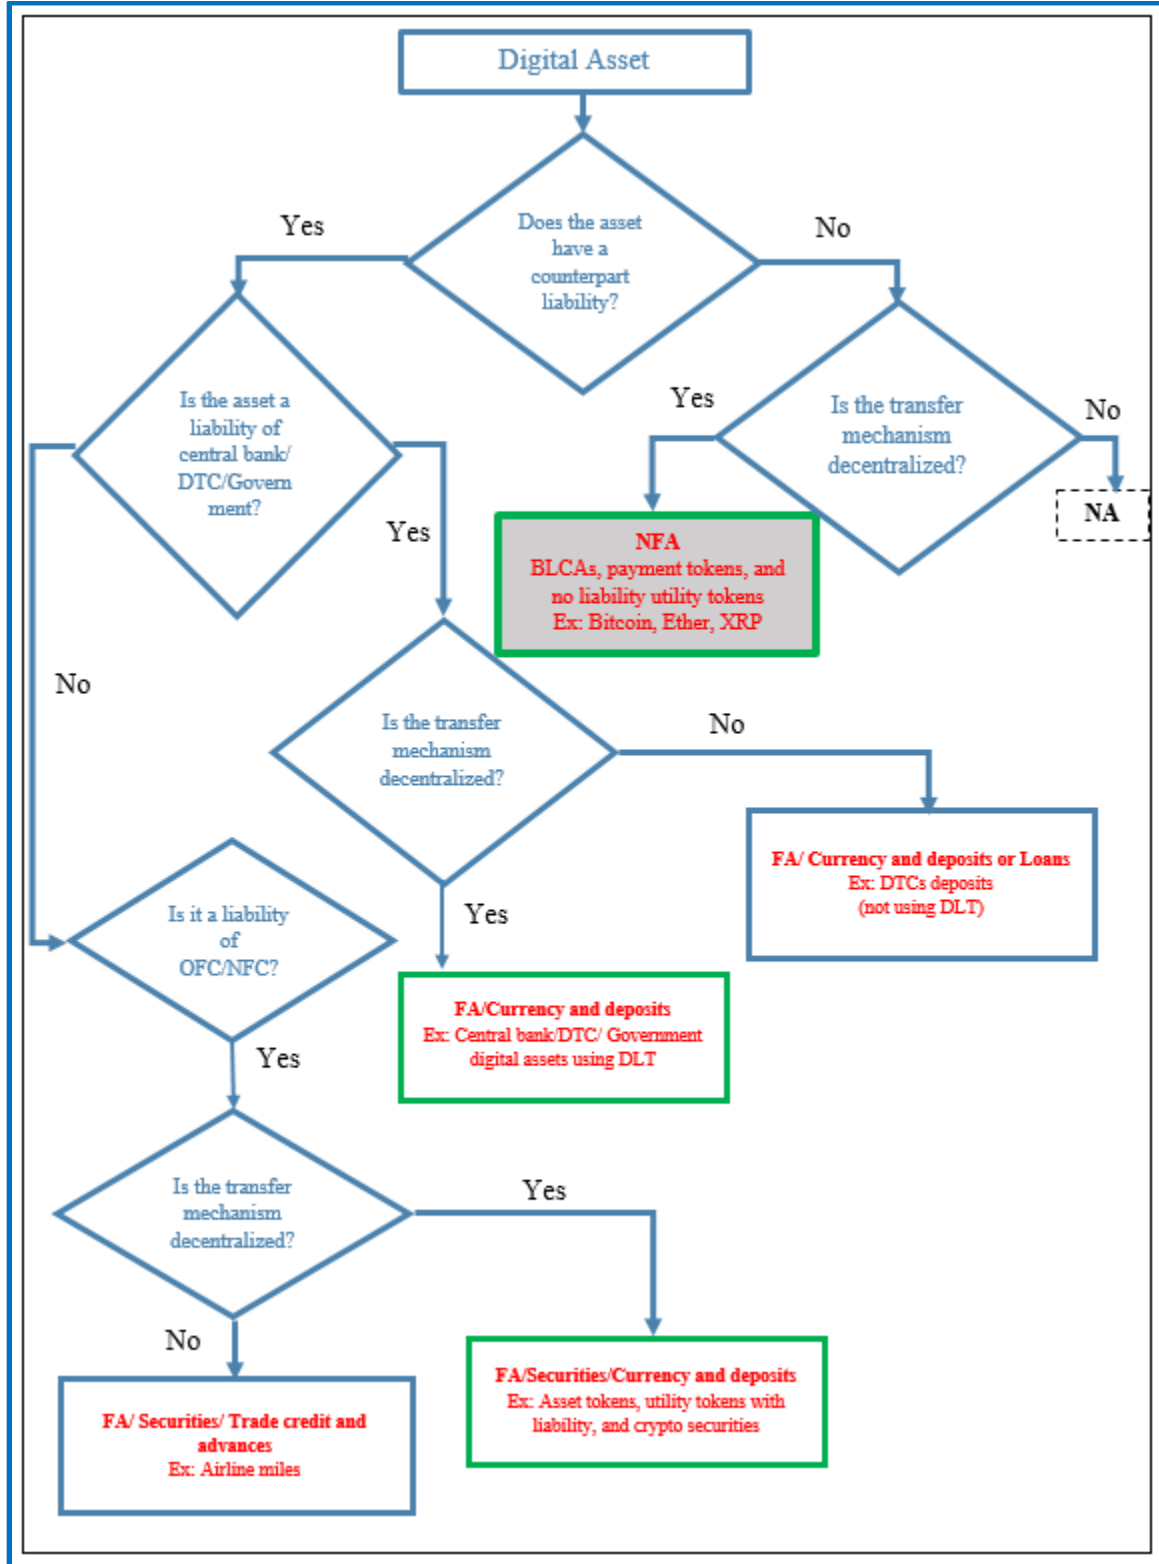 Digital Asset
Does the asset
have a
counterpart
liability?
Yes
No
Is the asset a
liability of
central bank/
DTC/Govern
ment?
Is the transfer
mechanism
decentralized?
Yes
No
NA
NFA
BLCAs, payment tokens, and
no liability utility tokens
Ex: Bitcoin, Ether, XRP
Yes
No
Is the transfer
mechanism
decentralized?
No
FA/ Currency and deposits or Loans
Ex: DTCs deposits
(not using DLT)
Yes
FA/Currency and deposits
Ex: Central bank/DTC/ Government
digital assets using DLT
Is it a liability
of
OFC/NFC?
Yes
Is the transfer
mechanism
decentralized?
Yes
No
FA/Securities/Currency and deposits
Ex: Asset tokens, utility tokens with
liability, and crypto securities
FA/ Securities/ Trade credit and
advances
Ex: Airline miles